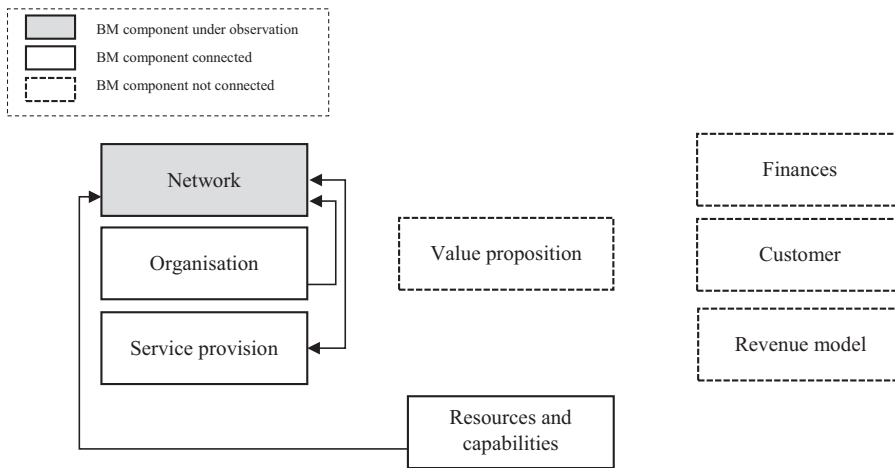 BM component under observation
BM component connected
BM component not connected
Network
Organisation
Service provision
Value proposition
Resources and
capabilities
Finances
Customer
Revenue model